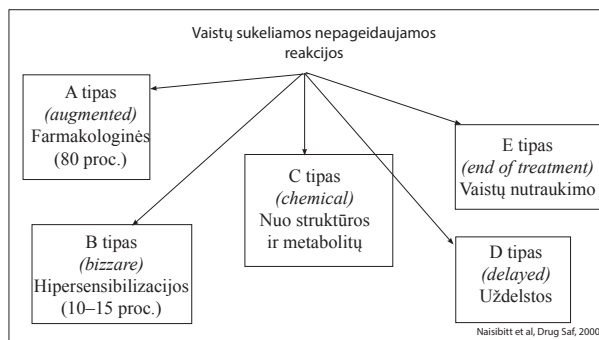 Vaistų sukeliamos nepageidaujamos
reakcijos
A tipas
(augmented)
Farmakologinės
(80 proc.)
B tipas
(bizzare)
Hipersensibilizacijos
(10–15 proc.)
C tipas
(chemical)
Nuo struktūros
ir metabolitų
D tipas
(delayed)
Uždelstos
E tipas
(end of treatment)
Vaistų nutraukimo
Naisibitt et al, Drug Saf, 2000